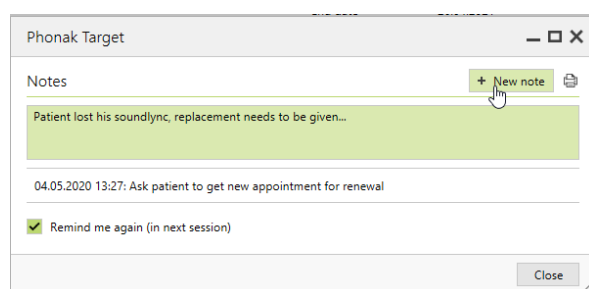 Phonak Target
Notes
+ New note
Patient lost his soundlync, replacement needs to be given...
04.05.2020 13:27: Ask patient to get new appointment for renewal
Remind me again (in next session)
Close